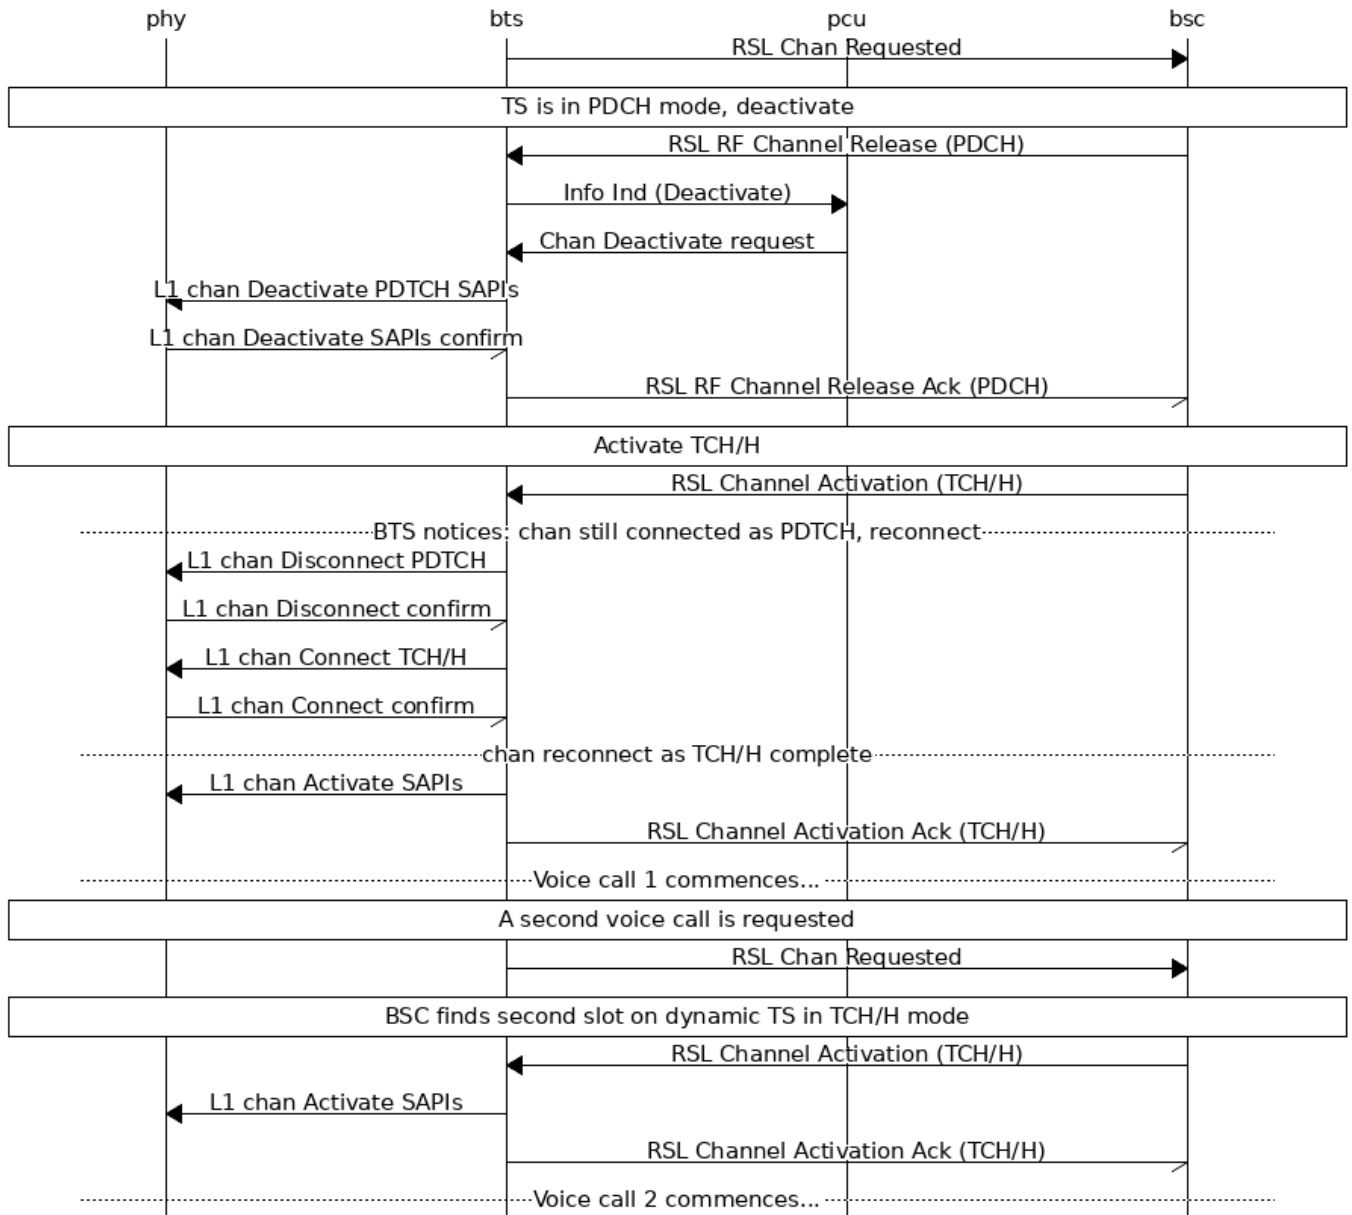 phy bts pcu bsc
RSL Chan Requested
TS is in PDCH mode, deactivate
RSL RF Channel Release (PDCH)
Info Ind (Deactivate)
Chan Deactivate request
L1 chan Deactivate PDTCH SAPIs
L1 chan Deactivate SAPIs confirm
RSL RF Channel Release Ack (PDCH)
Activate TCH/H
RSL Channel Activation (TCH/H)
BTS notices: chan still connected as PDTCH, reconnect
L1 chan Disconnect PDTCH
L1 chan Disconnect confirm
L1 chan Connect TCH/H
L1 chan Connect confirm
chan reconnect as TCH/H complete
L1 chan Activate SAPIs
RSL Channel Activation Ack (TCH/H)
Voice call 1 commences...
A second voice call is requested
RSL Chan Requested
BSC finds second slot on dynamic TS in TCH/H mode
RSL Channel Activation (TCH/H)
L1 chan Activate SAPIs
RSL Channel Activation Ack (TCH/H)
Voice call 2 commences...